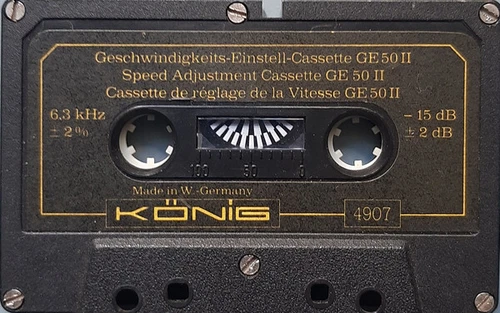 Geschwindigkeits-Einstell-Cassette GE 50 II
Speed Adjustment Cassette GE 50 II
Cassette de réglage de la Vitesse GE 50 II
6.3 kHz
± 2 %
– 15 dB
± 2 dB
100 50 0
Made in W.-Germany
KÖNIG
4907